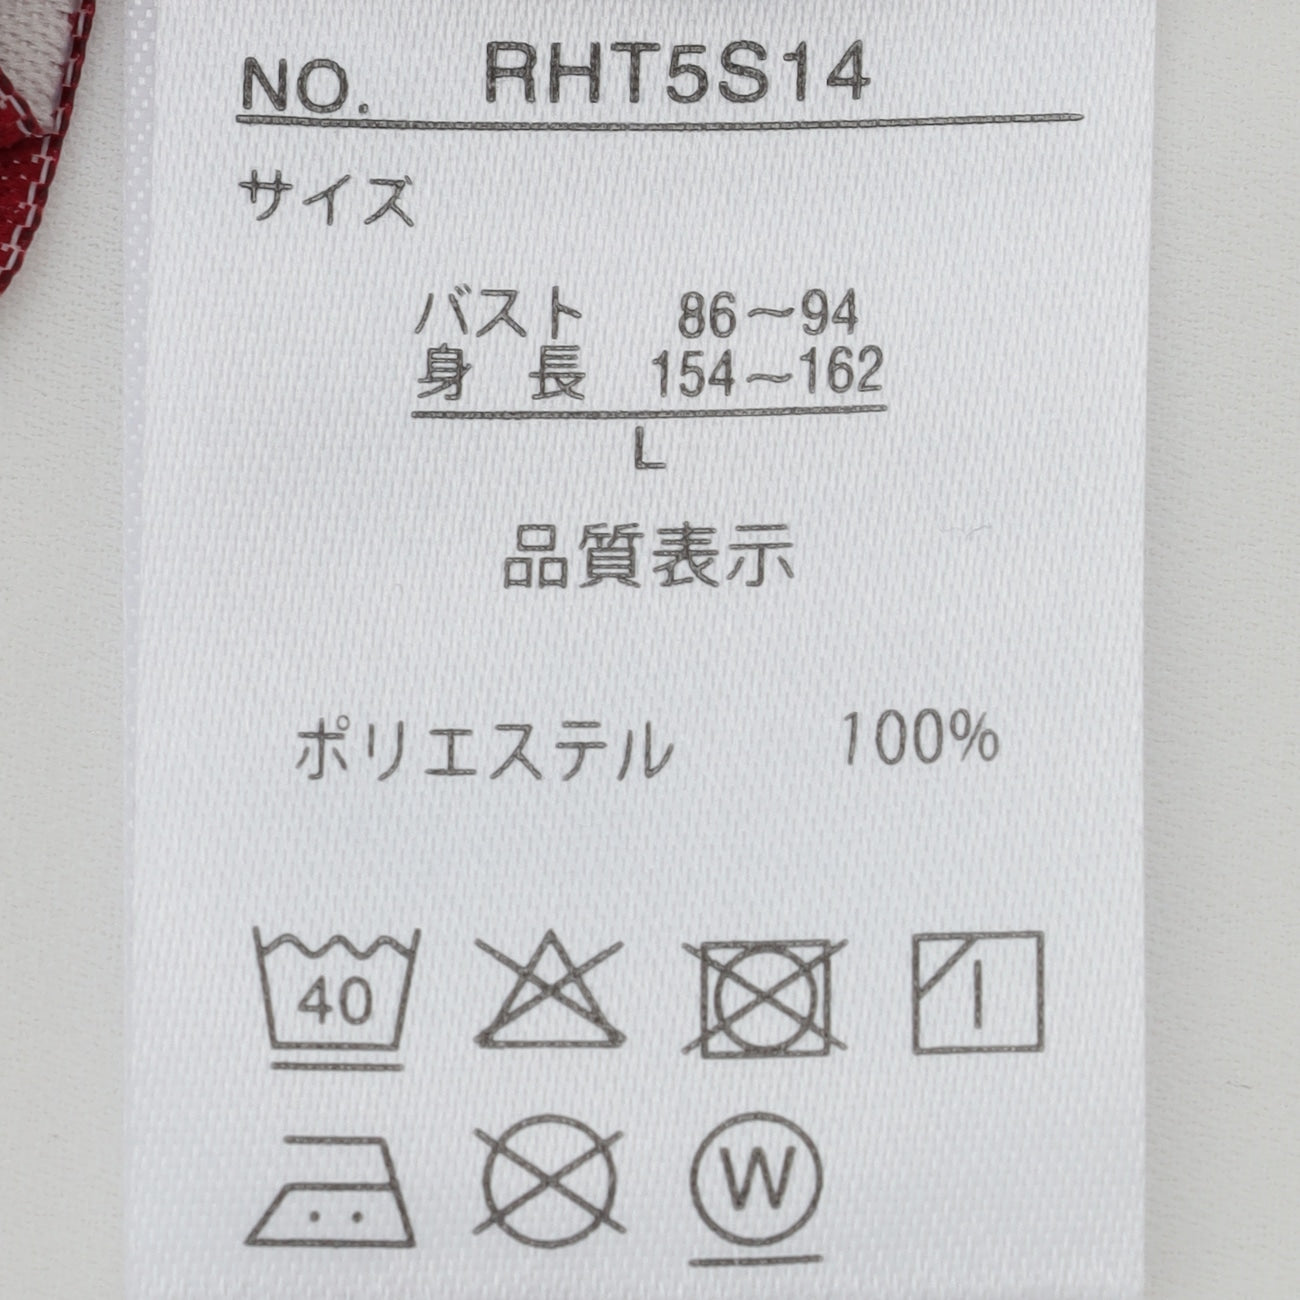 NO. RHT5S14
サイズ
バスト 86～94
身長 154～162
L
品質表示
ポリエステル 100%
40
W